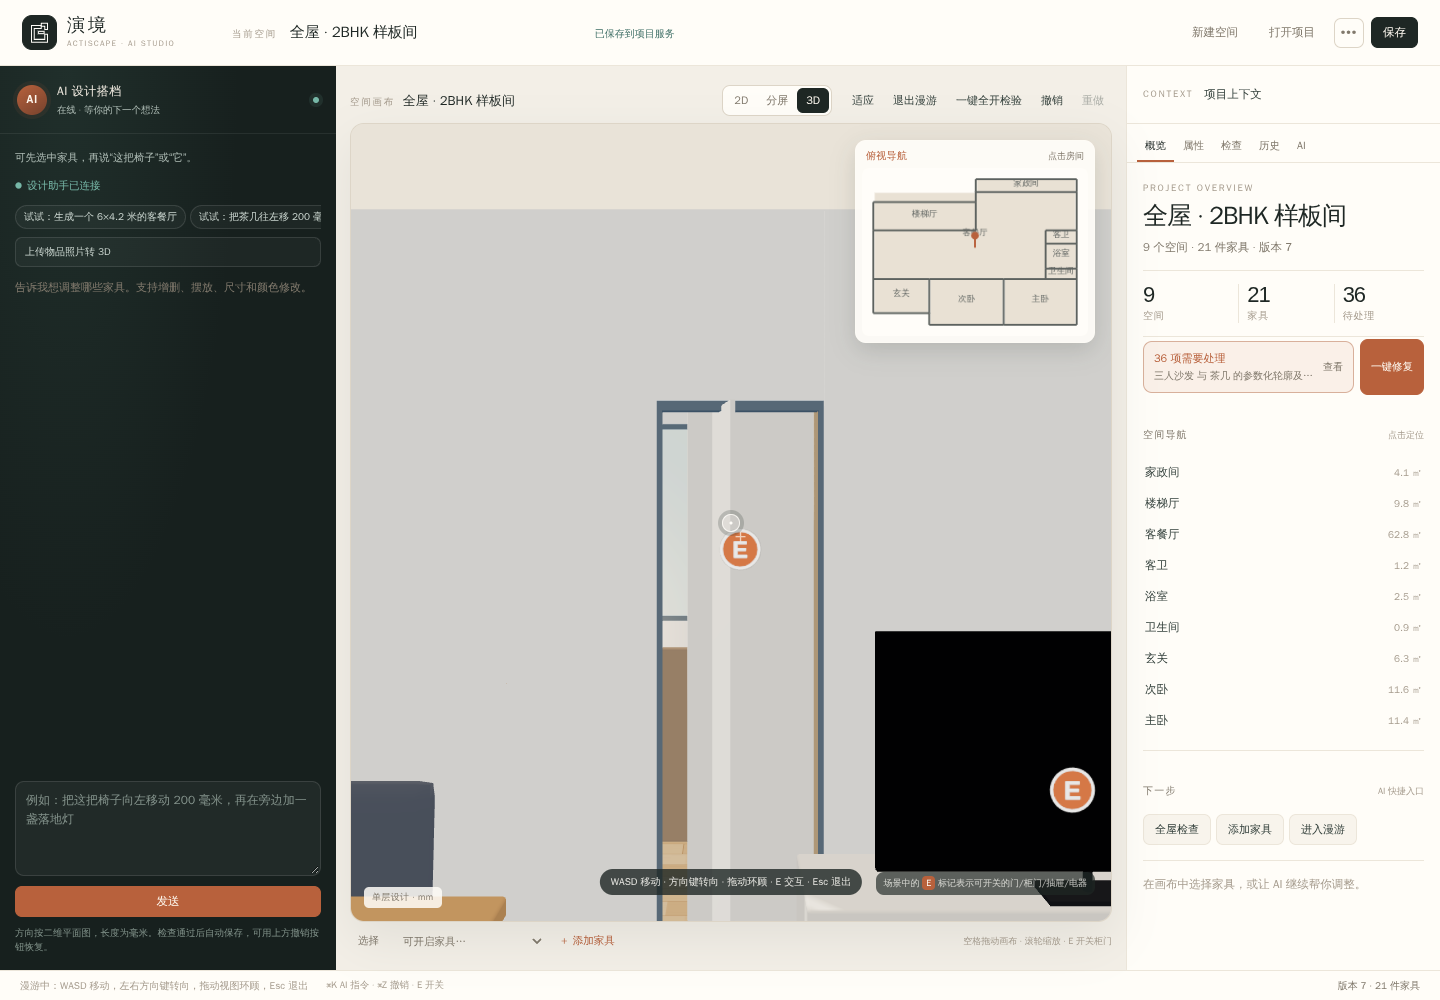 演境
ACTISCAPE · AI STUDIO
当前空间 全屋 · 2BHK 样板间
已保存到项目服务
新建空间
打开项目
•••
保存
AI
AI 设计搭档
在线 · 等你的下一个想法
可先选中家具，再说“这把椅子”或“它”。
设计助手已连接
试试：生成一个 6×4.2 米的客餐厅
试试：把茶几往左移 200 毫
上传物品照片转 3D
告诉我想调整哪些家具。支持增删、摆放、尺寸和颜色修改。
例如：把这把椅子向左移动 200 毫米，再在旁边加一
盏落地灯
发送
方向按二维平面图，长度为毫米。检查通过后自动保存，可用上方撤销按
钮恢复。
空间画布 全屋 · 2BHK 样板间
2D 分屏 3D
适应 退出漫游 一键全开检验 撤销 重做
俯视导航 点击房间
家政间
楼梯厅
客餐厅
客卫
浴室
卫生间
玄关
次卧
主卧
E
E
单层设计 · mm
WASD 移动 · 方向键转向 · 拖动环顾 · E 交互 · Esc 退出
场景中的 E 标记表示可开关的门/柜门/抽屉/电器
选择 可开启家具…
+ 添加家具
空格拖动画布 · 滚轮缩放 · E 开关柜门
CONTEXT 项目上下文
概览 属性 检查 历史 AI
PROJECT OVERVIEW
全屋 · 2BHK 样板间
9 个空间 · 21 件家具 · 版本 7
9 21 36
空间 家具 待处理
36 项需要处理
三人沙发 与 茶几 的参数化轮廓及…
查看
一键修复
空间导航 点击定位
家政间 4.1 ㎡
楼梯厅 9.8 ㎡
客餐厅 62.8 ㎡
客卫 1.2 ㎡
浴室 2.5 ㎡
卫生间 0.9 ㎡
玄关 6.3 ㎡
次卧 11.6 ㎡
主卧 11.4 ㎡
下一步 AI 快捷入口
全屋检查 添加家具 进入漫游
在画布中选择家具，或让 AI 继续帮你调整。
漫游中：WASD 移动，左右方向键转向，拖动视图环顾，Esc 退出
⌘K AI 指令 · ⌘Z 撤销 · E 开关
版本 7 · 21 件家具